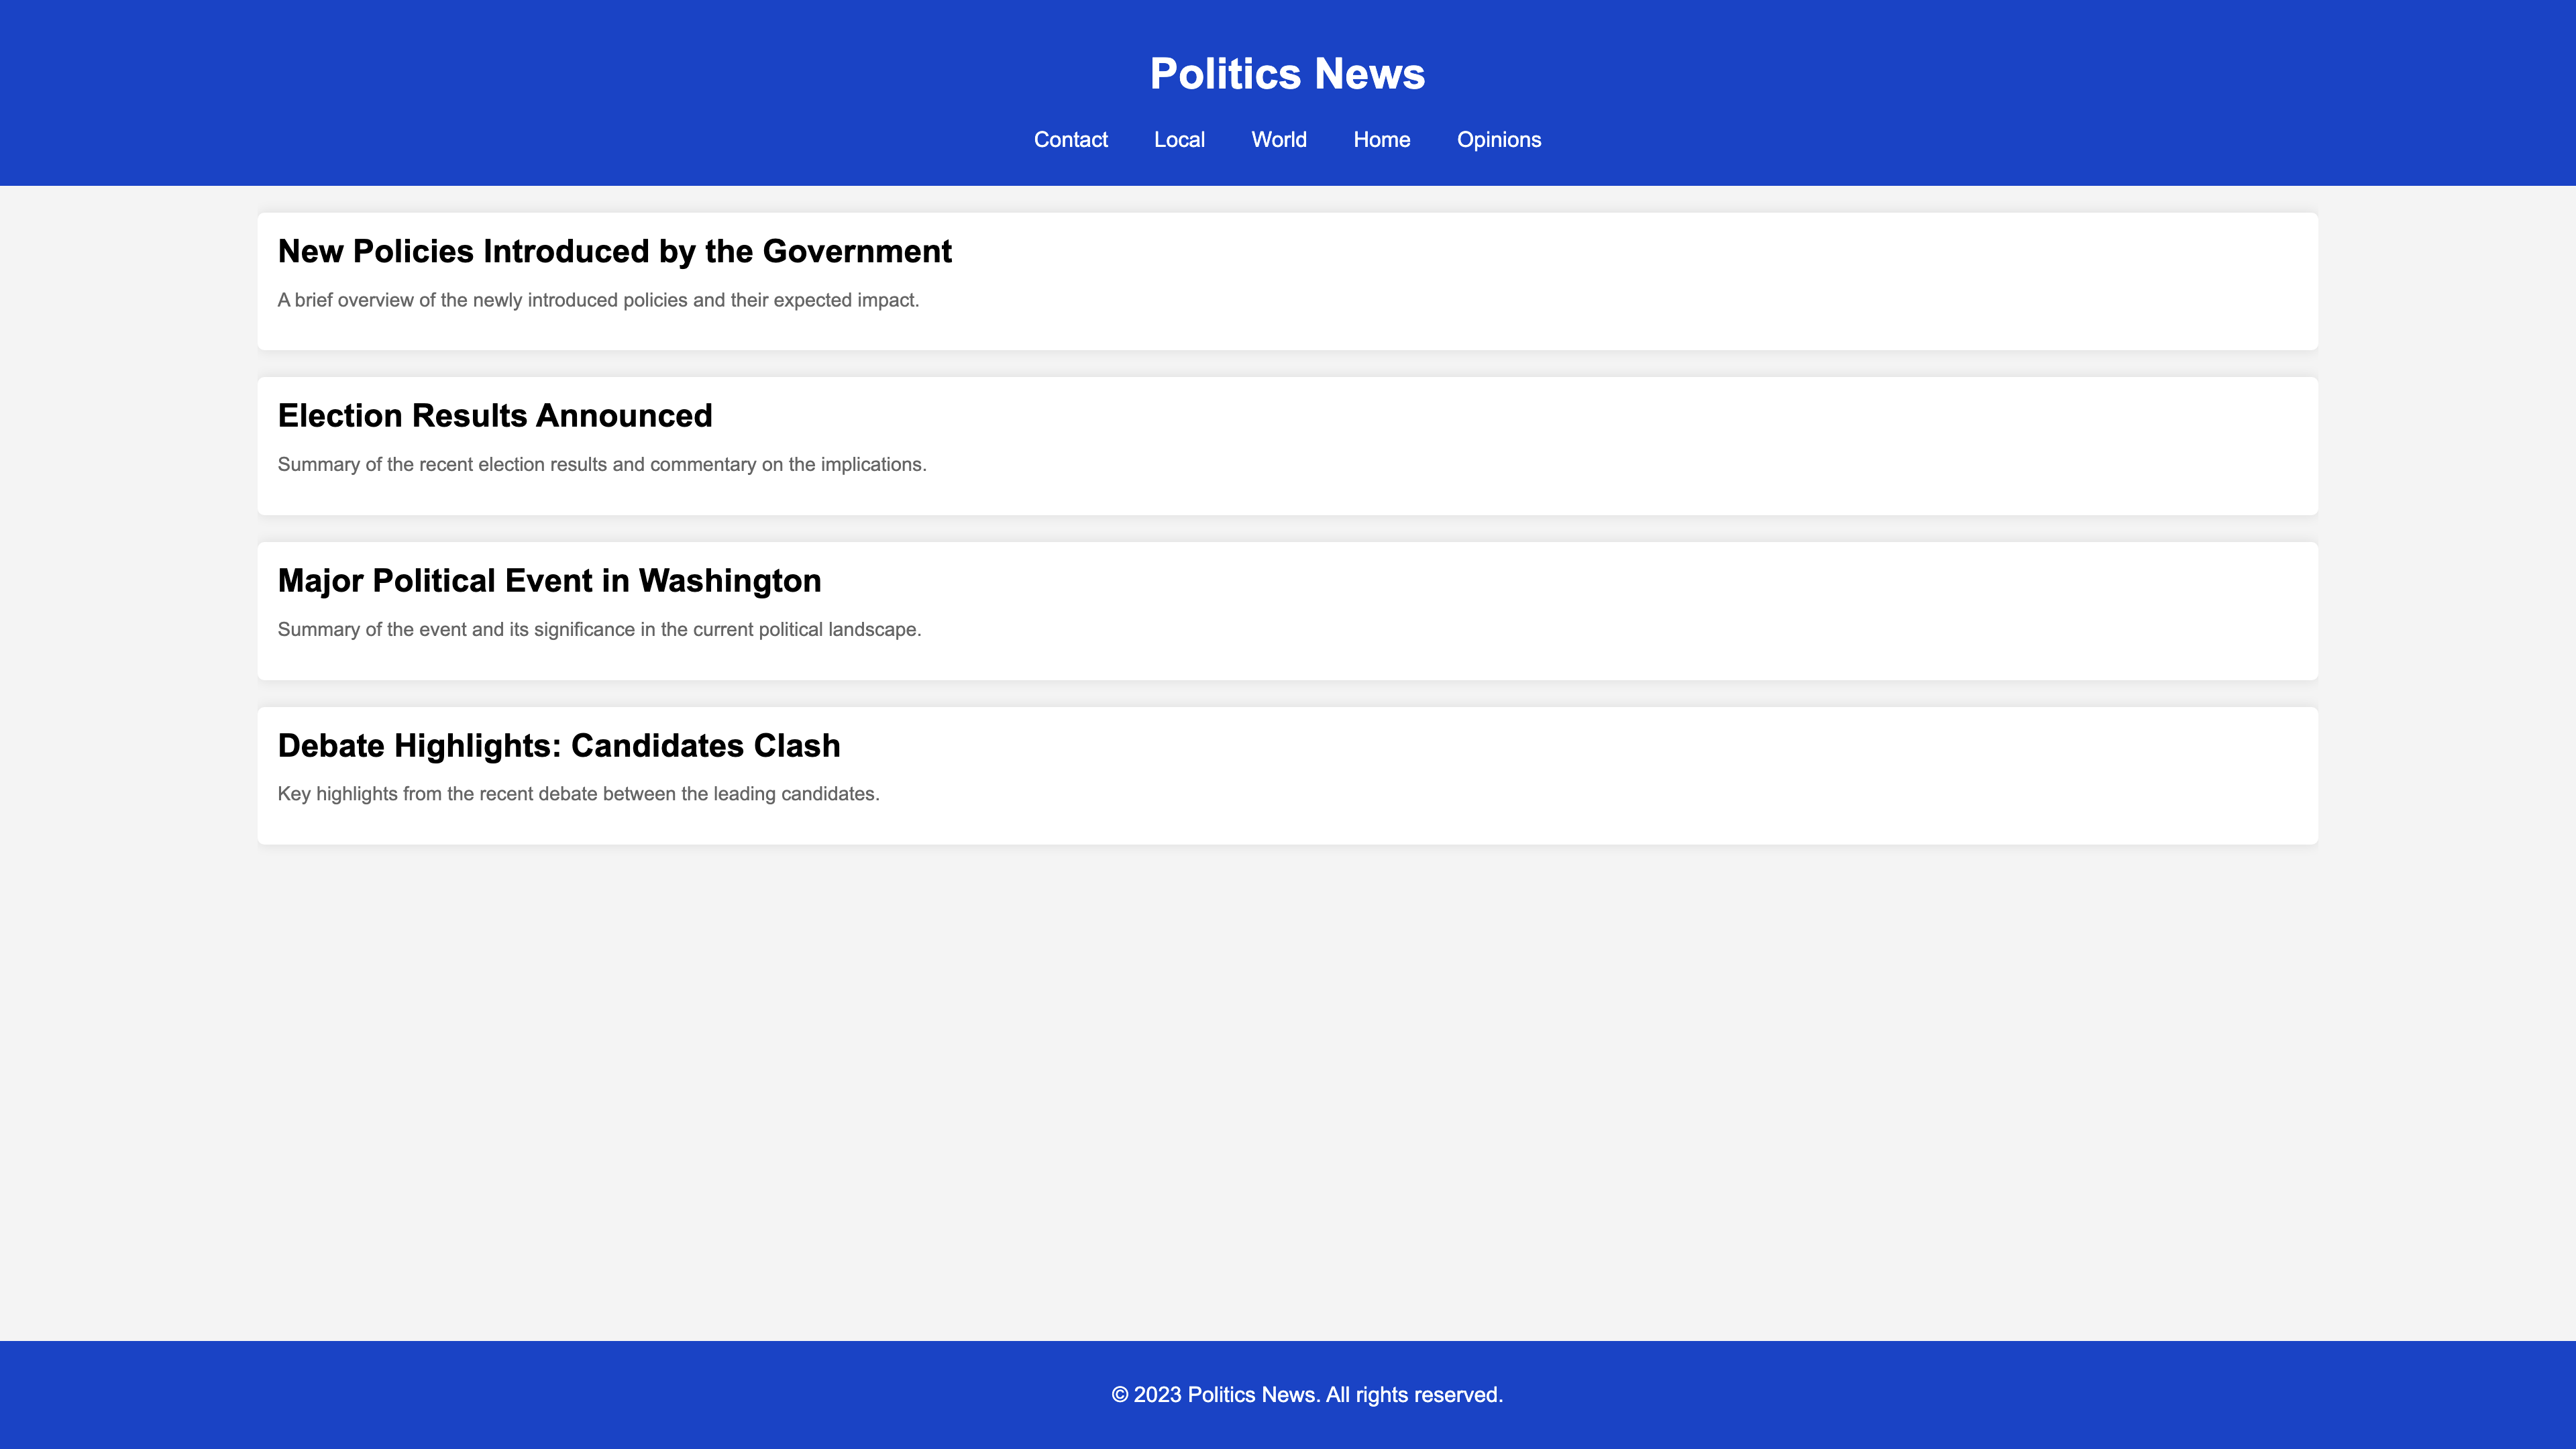 Politics News
Contact Local World Home Opinions
New Policies Introduced by the Government
A brief overview of the newly introduced policies and their expected impact.
Election Results Announced
Summary of the recent election results and commentary on the implications.
Major Political Event in Washington
Summary of the event and its significance in the current political landscape.
Debate Highlights: Candidates Clash
Key highlights from the recent debate between the leading candidates.
© 2023 Politics News. All rights reserved.